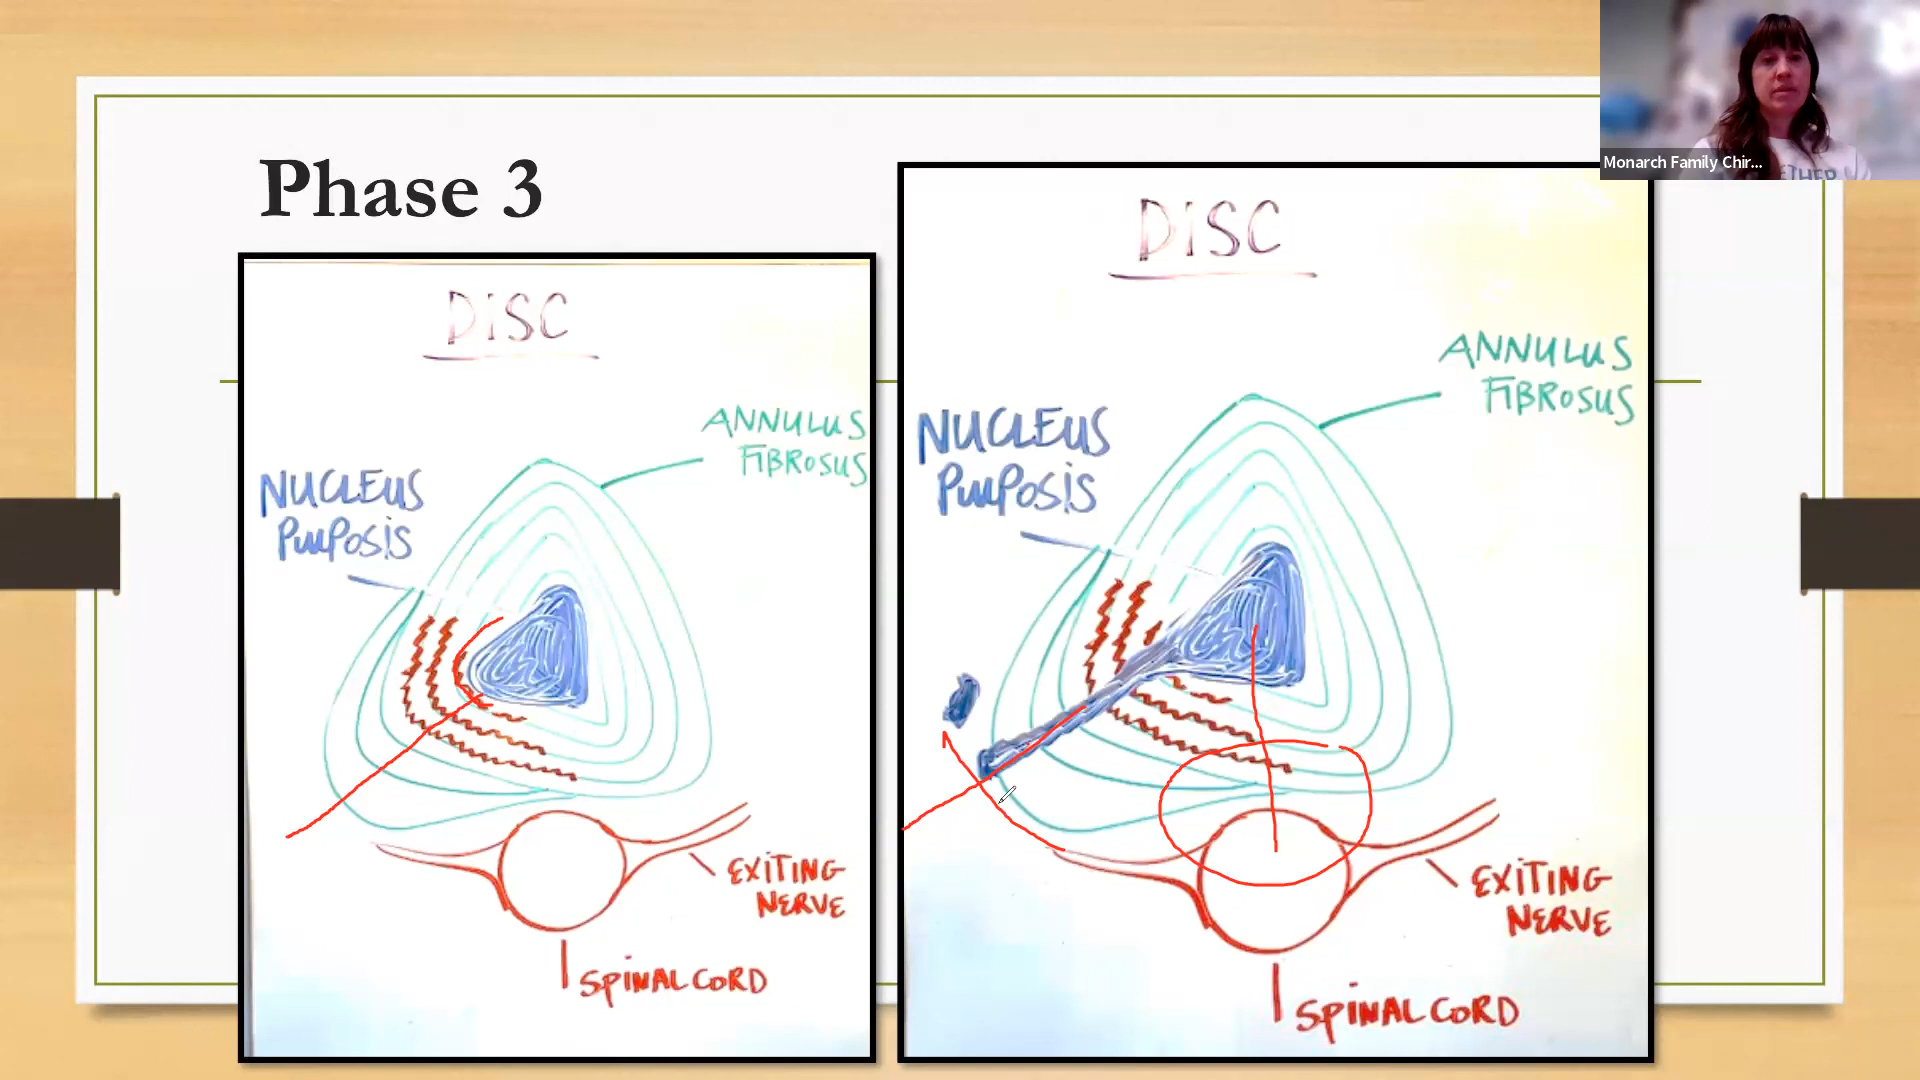 Monarch Family Chir...
ETHER
Phase 3
DISC
ANNULUS
FIBROSUS
NUCLEUS
PULPOSIS
EXITING
NERVE
SPINAL CORD
DISC
ANNULUS
FIBROSUS
NUCLEUS
PULPOSIS
EXITING
NERVE
SPINAL CORD